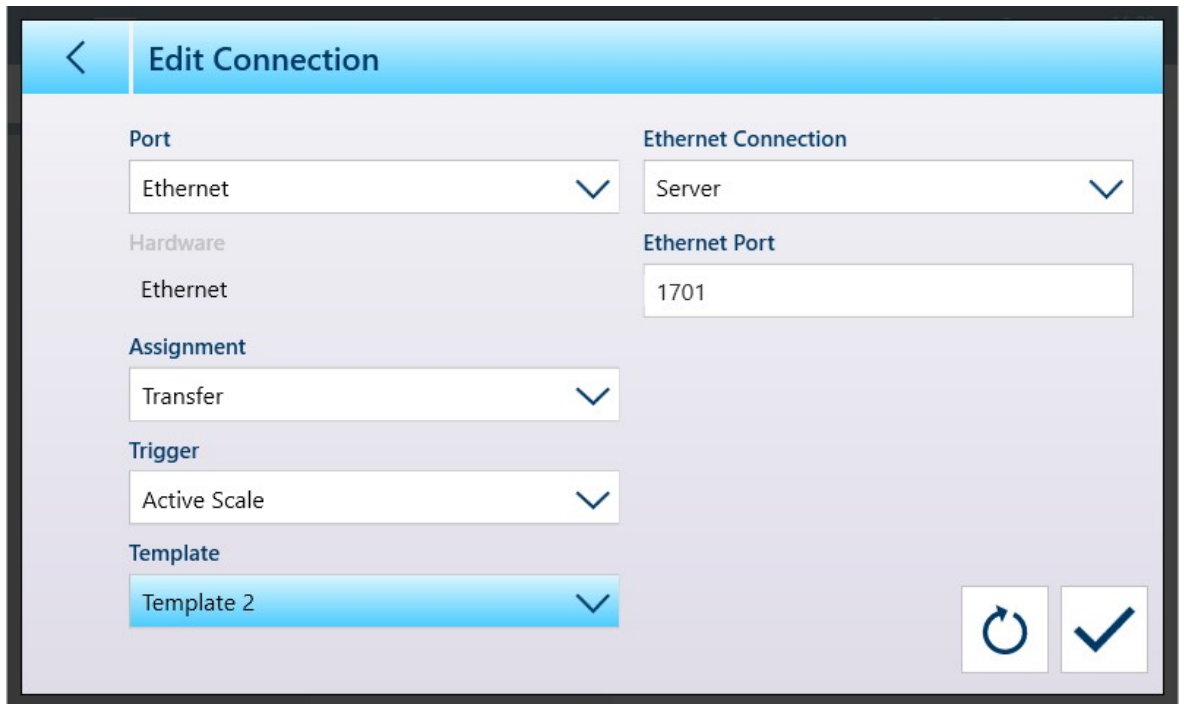 Edit Connection
Port
Ethernet
Hardware
Ethernet
Assignment
Transfer
Trigger
Active Scale
Template
Template 2
Ethernet Connection
Server
Ethernet Port
1701